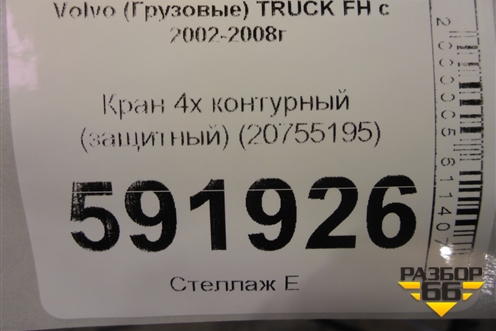 Volvo (Грузовые) TRUCK FH с
2002-2008г
Кран 4х контурный
(защитный) (20755195)
591926
Стеллаж Е
РАЗБОР
66